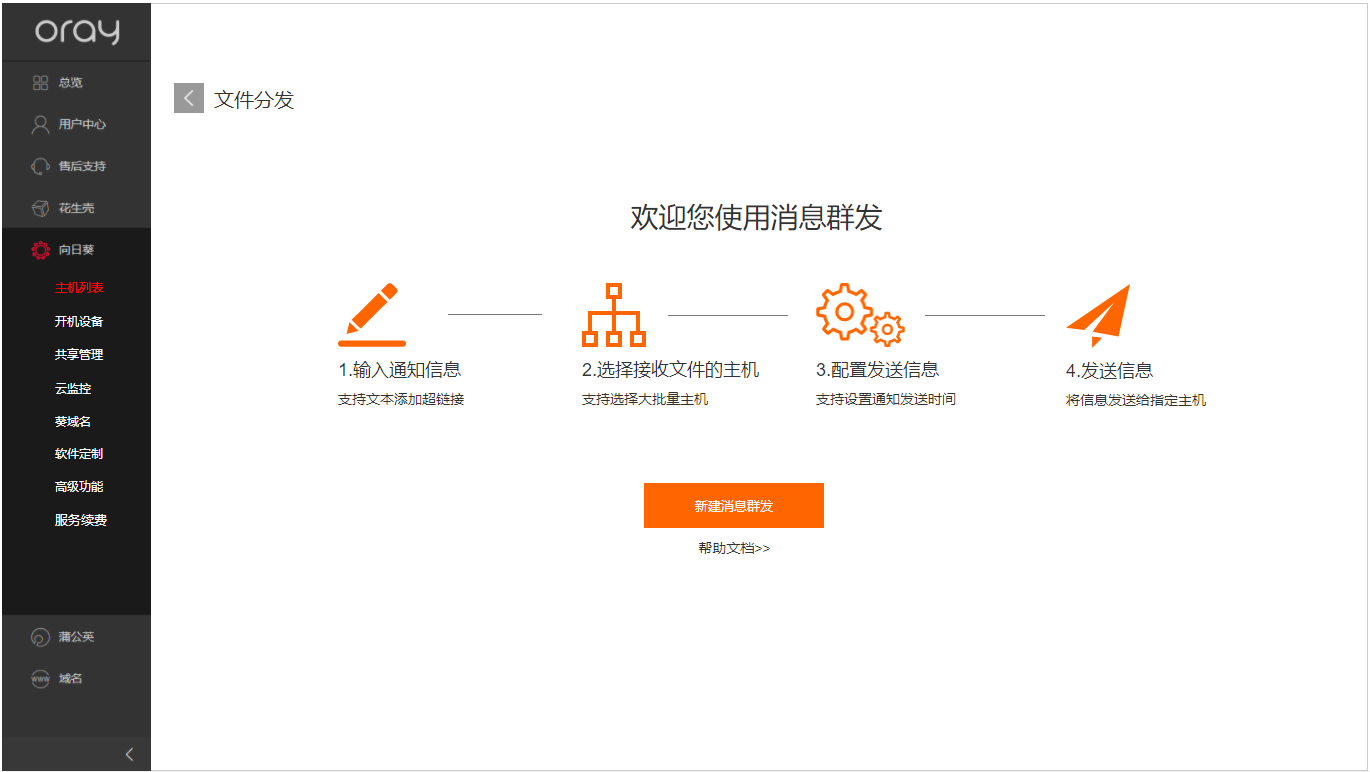 oray
总览
用户中心
售后支持
花生壳
向日葵
主机列表
开机设备
共享管理
云监控
葵域名
软件定制
高级功能
服务续费
蒲公英
www 域名
文件分发
欢迎您使用消息群发
1.输入通知信息
支持文本添加超链接
2.选择接收文件的主机
支持选择大批量主机
3.配置发送信息
支持设置通知发送时间
4.发送信息
将信息发送给指定主机
新建消息群发
帮助文档>>